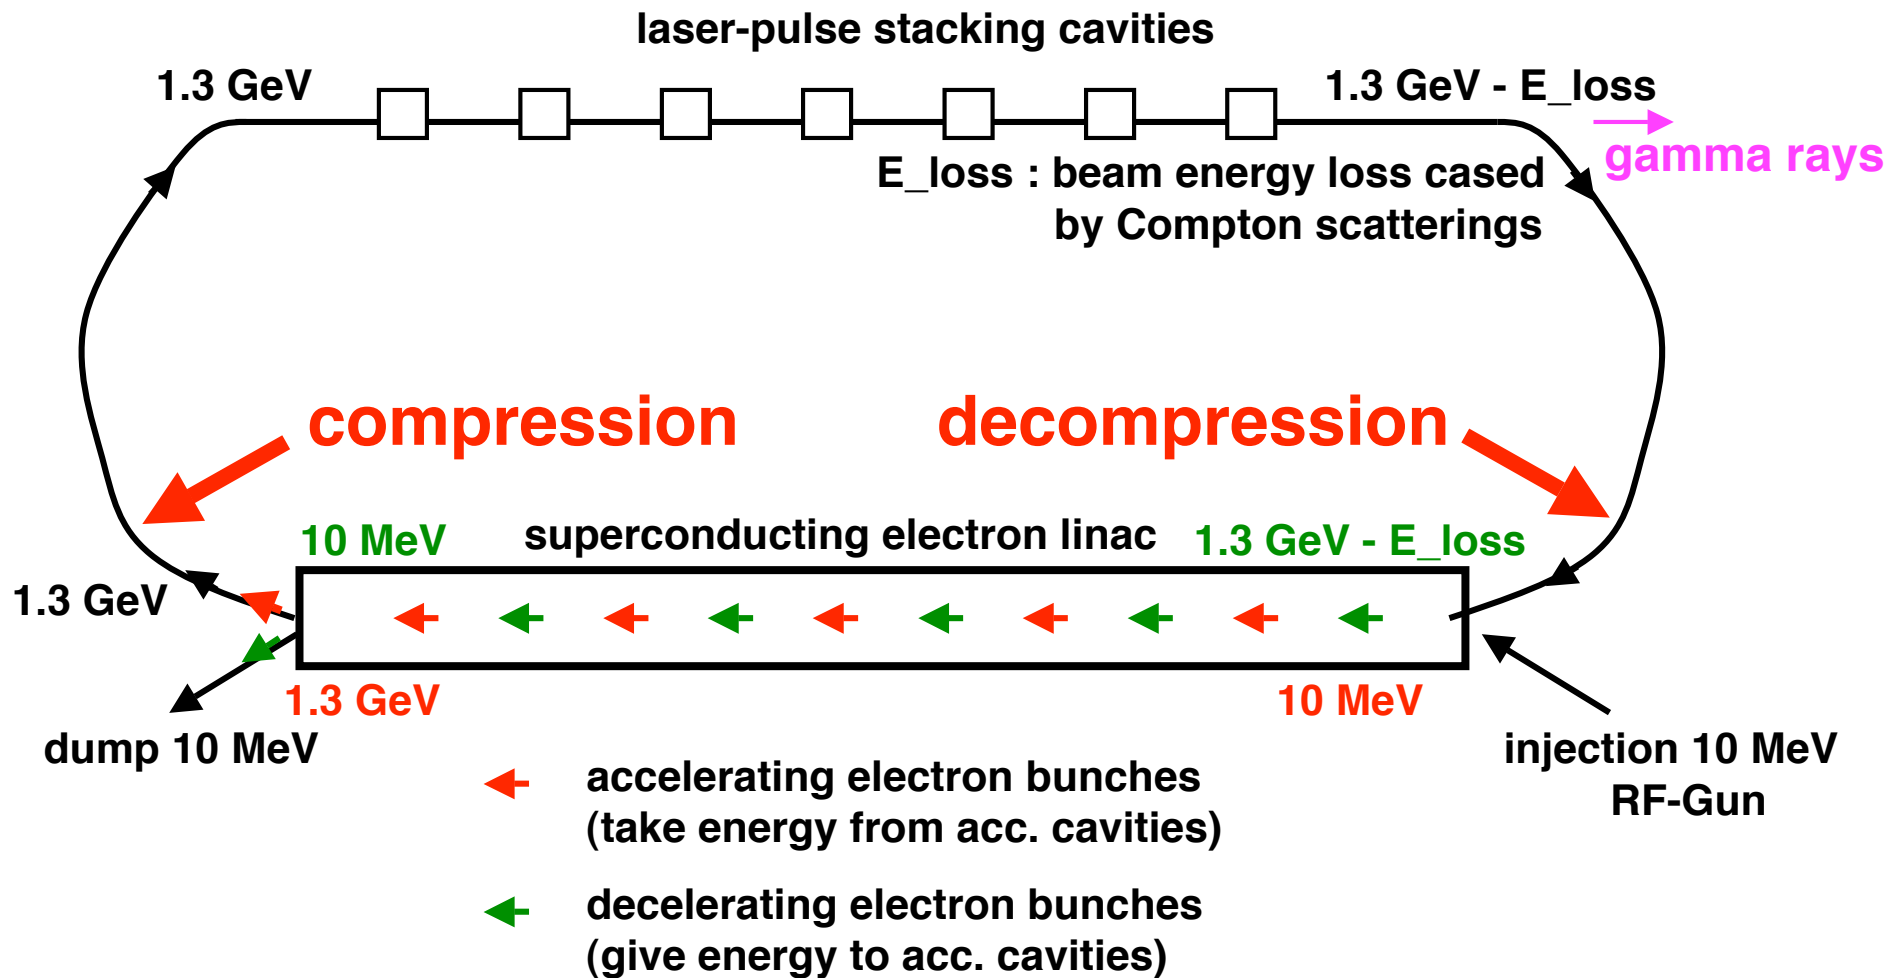 laser-pulse stacking cavities
1.3 GeV
1.3 GeV - E_loss
gamma rays
E_loss : beam energy loss cased
by Compton scatterings
compression
decompression
10 MeV
superconducting electron linac
1.3 GeV - E_loss
1.3 GeV
1.3 GeV
10 MeV
dump 10 MeV
injection 10 MeV
RF-Gun
accelerating electron bunches
(take energy from acc. cavities)
decelerating electron bunches
(give energy to acc. cavities)